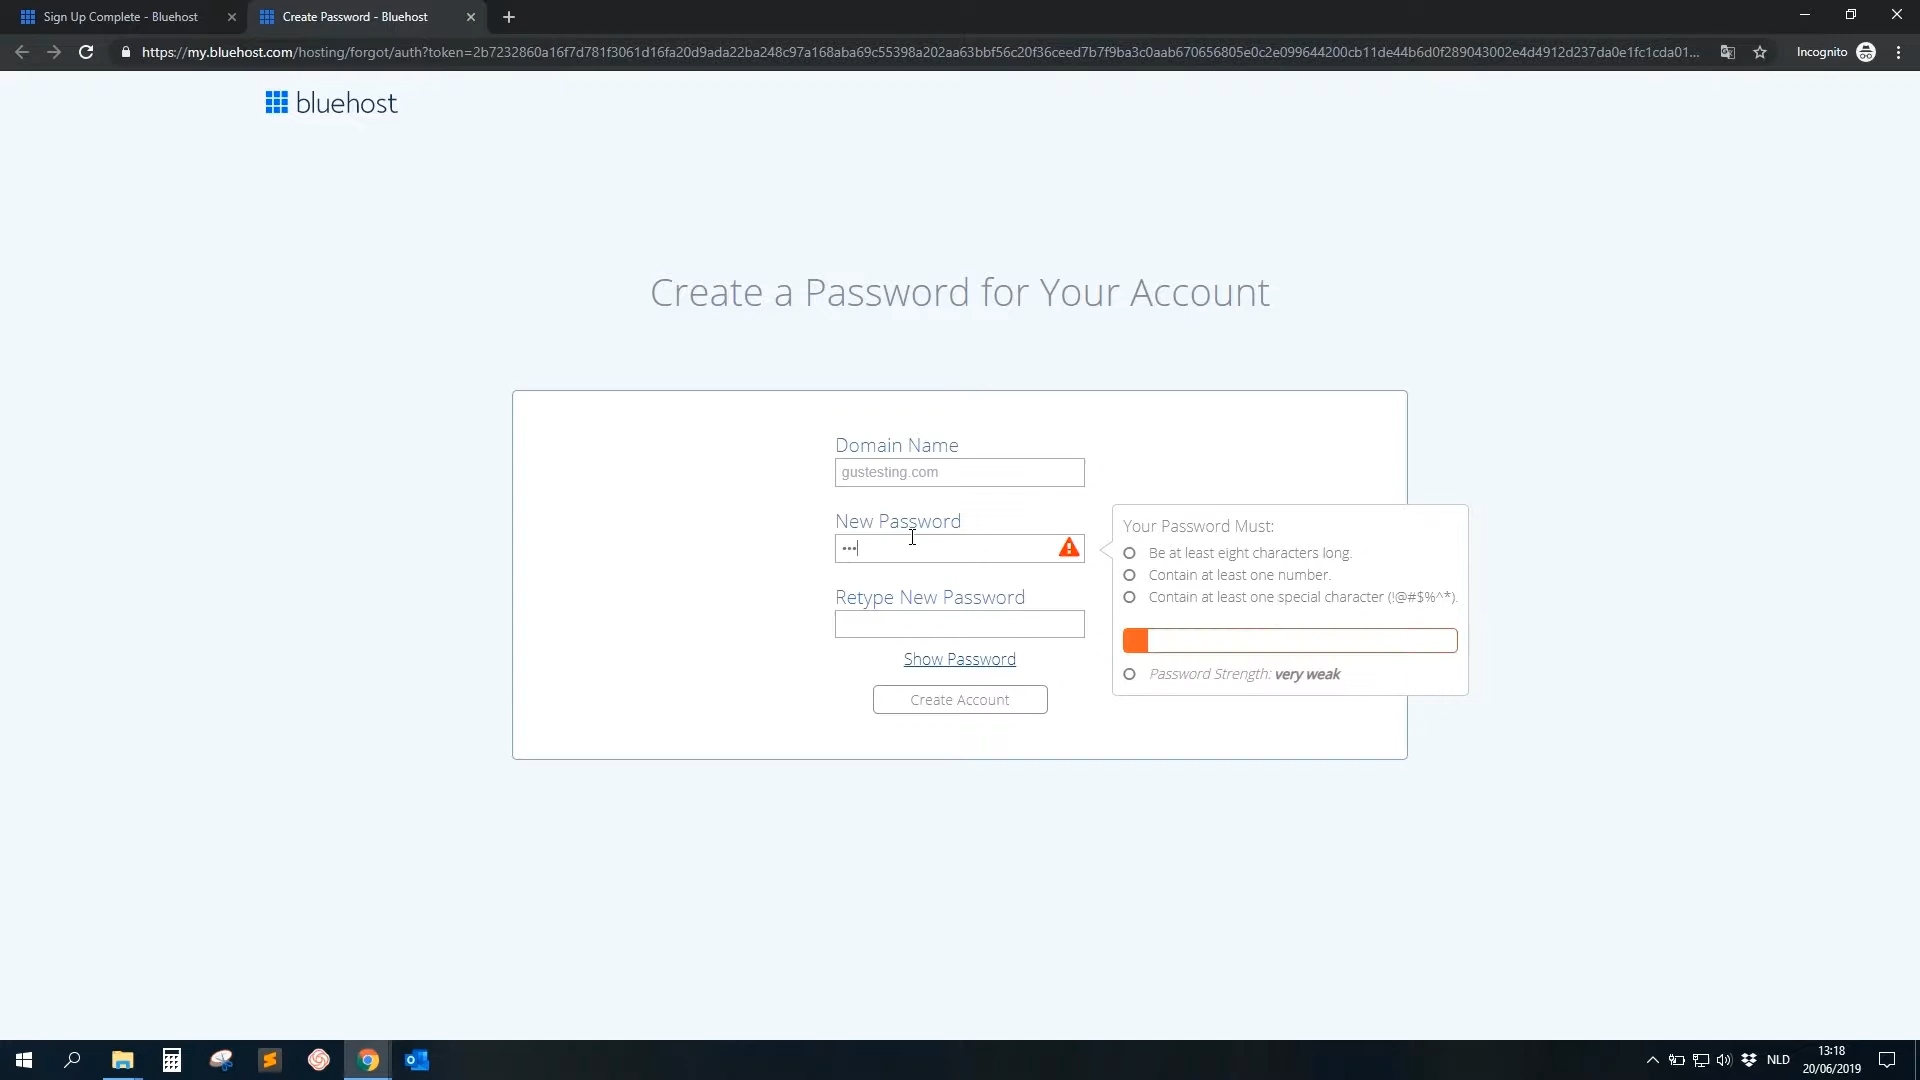 Sign Up Complete - Bluehost
Create Password - Bluehost
https://my.bluehost.com/hosting/forgot/auth?token=2b7232860a16f7d781f3061d16fa20d9ada22ba248c97a168aba69c55398a202aa63bbf56c20f36ceed7b7f9ba3c0aab670656805e0c2e099644200cb11de44b6d0f289043002e4d4912d237da0e1fc1cda01...
Incognito
bluehost
Create a Password for Your Account
Domain Name
gustesting.com
New Password
•••
Your Password Must:
Be at least eight characters long.
Contain at least one number.
Contain at least one special character (!@#$%^*).
Retype New Password
Show Password
Password Strength: very weak
Create Account
NLD
13:18
20/06/2019